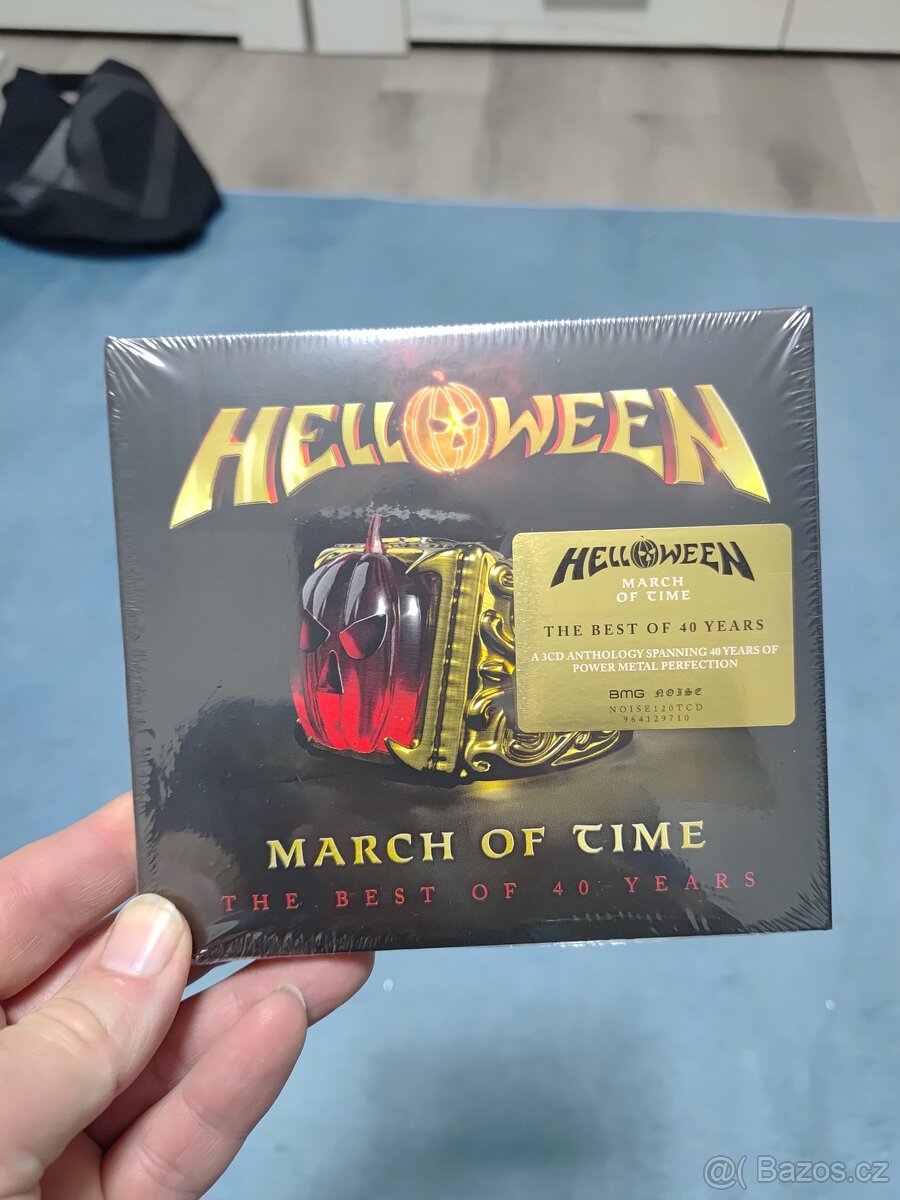 HELLOWEEN
HELLOWEEN
MARCH
OF TIME
THE BEST OF 40 YEARS
A 3CD ANTHOLOGY SPANNING 40 YEARS OF
POWER METAL PERFECTION
BMG NOISE
NOISE120TCD
964129710
MARCH OF TIME
THE BEST OF 40 YEARS
@( Bazos.cz